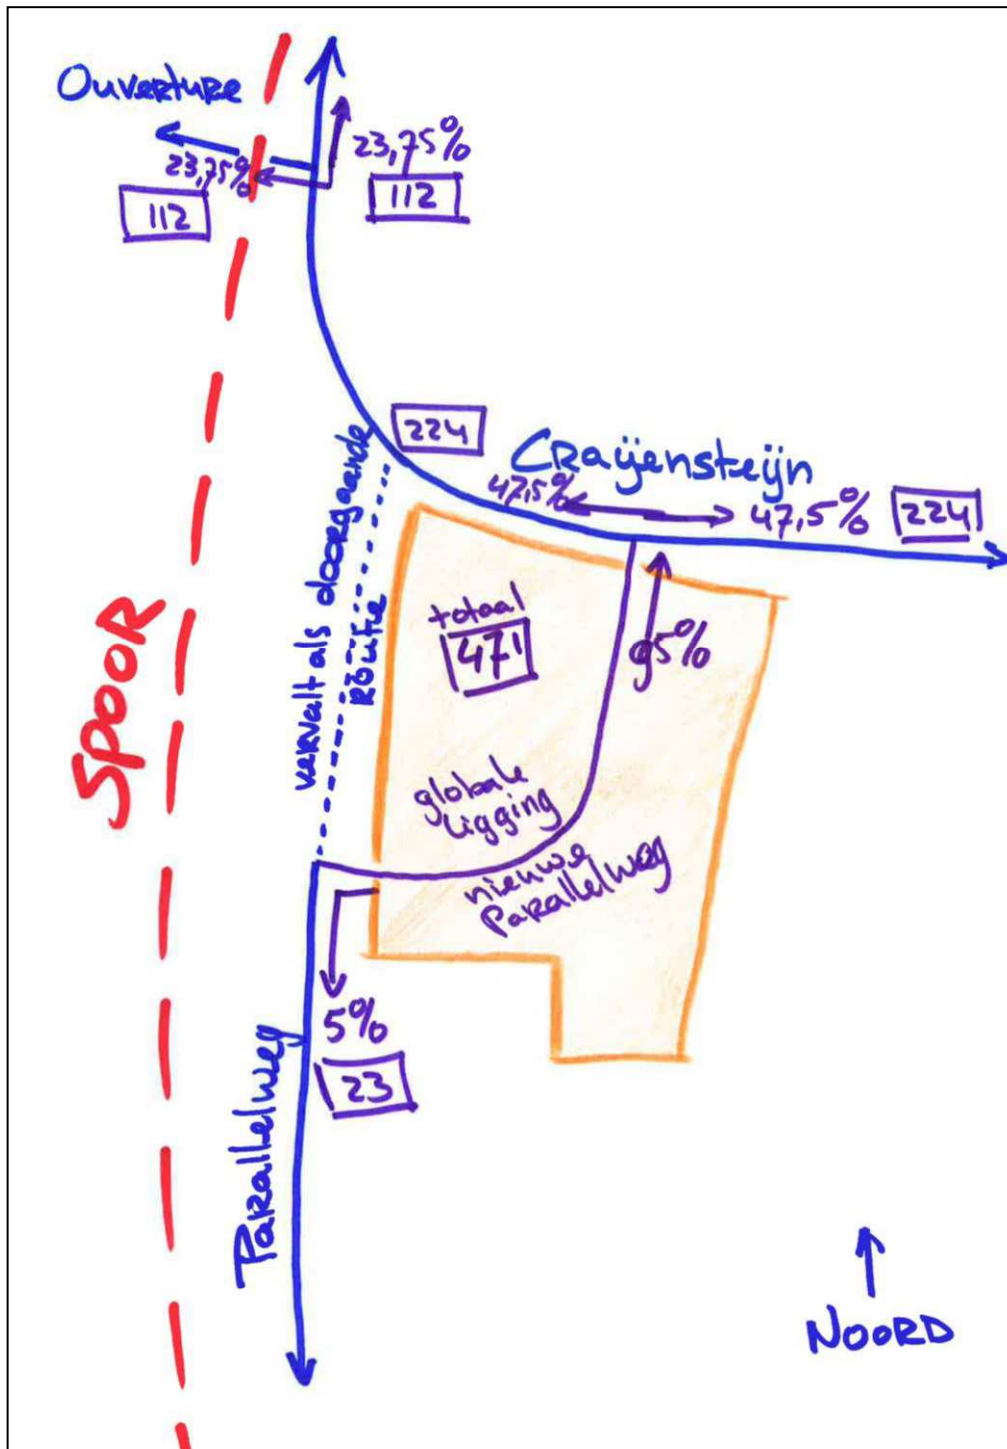 Ouverture
23,75%
23,75%
112
112
224
Craÿensteÿn
47,5%
47,5%
224
vervalt als doorgaande
route
totaal
471
95%
SPOOR
globale
ligging
nieuwe
Parallelweg
5%
23
Parallelweg
NOORD